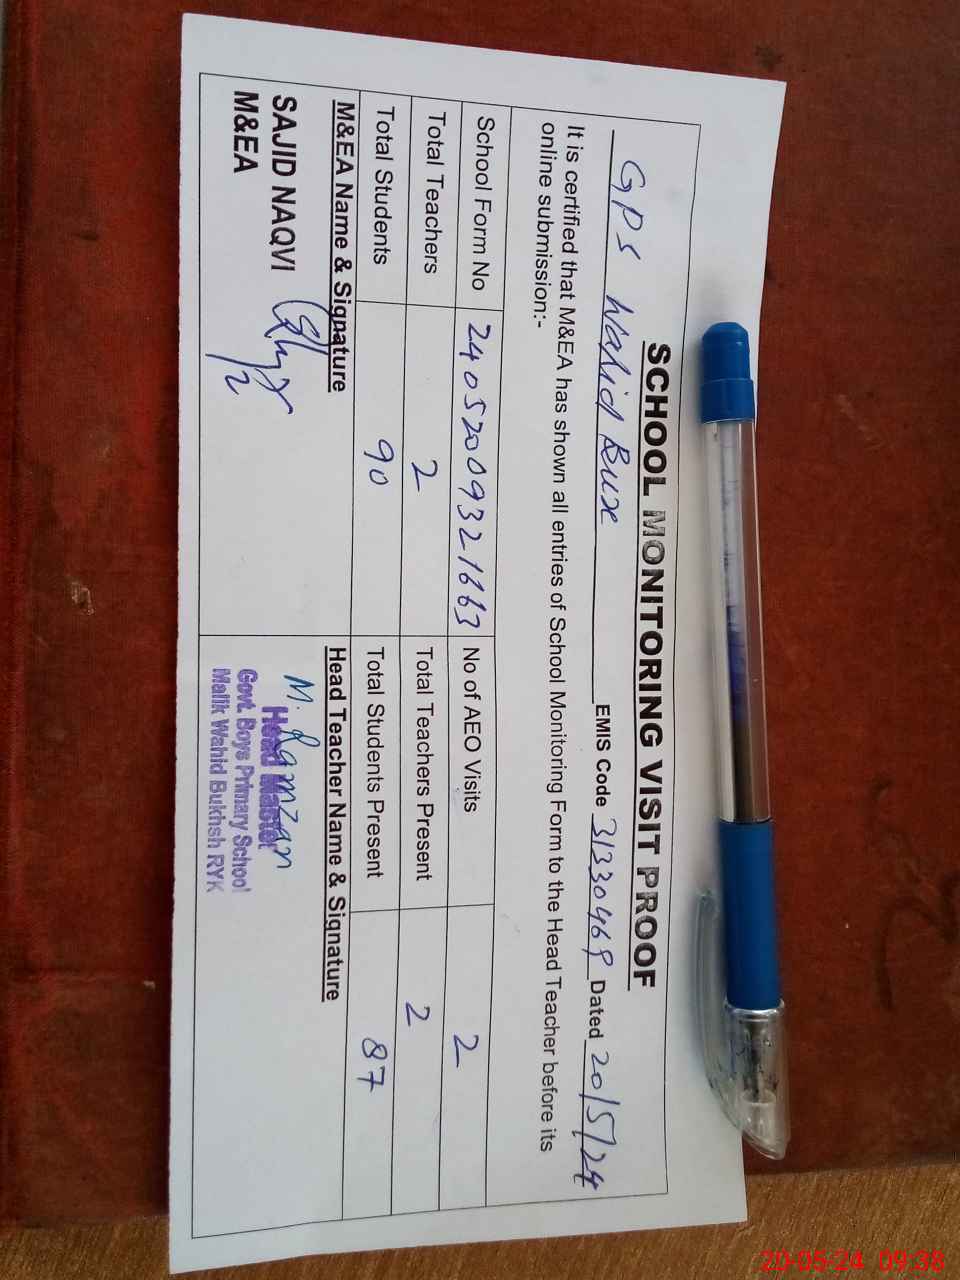 SCHOOL MONITORING VISIT PROOF
GPS Wahid Bux EMIS Code 31330469 Dated 20/5/24
It is certified that M&EA has shown all entries of School Monitoring Form to the Head Teacher before its
online submission:-
School Form No 24052009321663 No of AEO Visits 2
Total Teachers 2 Total Teachers Present 2
Total Students 90 Total Students Present 87
M&EA Name & Signature Head Teacher Name & Signature
SAJID NAQVI M. Ramzan
M&EA Head Master
Govt. Boys Primary School
Malik Wahid Bukhsh RYK
20-05-24 09:38